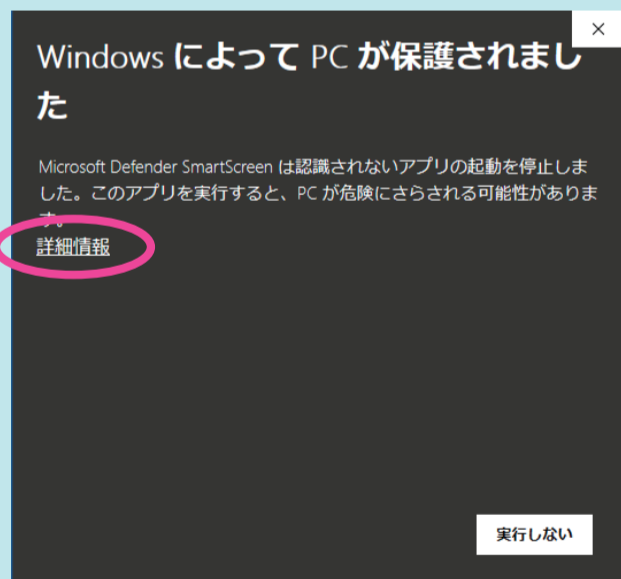 Windows によって PC が保護されまし
た
Microsoft Defender SmartScreen は認識されないアプリの起動を停止しま
した。このアプリを実行すると、PC が危険にさらされる可能性がありま
す。
詳細情報
実行しない